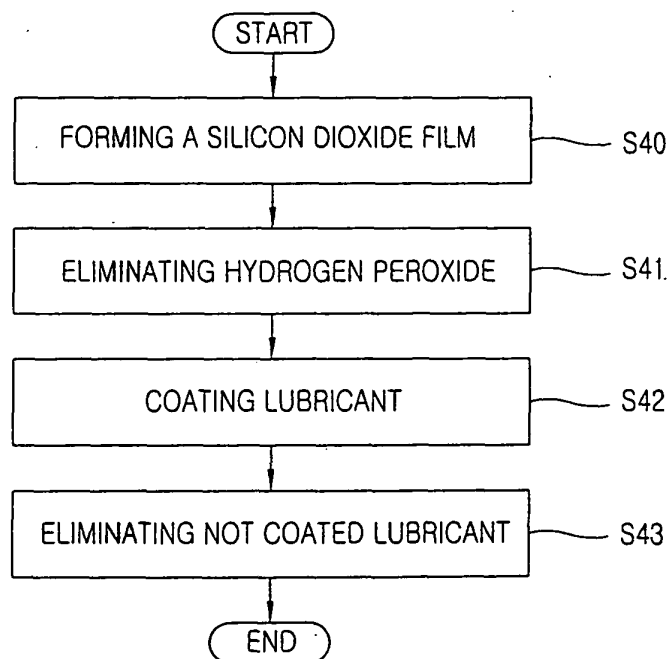 START
FORMING A SILICON DIOXIDE FILM
S40
ELIMINATING HYDROGEN PEROXIDE
S41
COATING LUBRICANT
S42
ELIMINATING NOT COATED LUBRICANT
S43
END